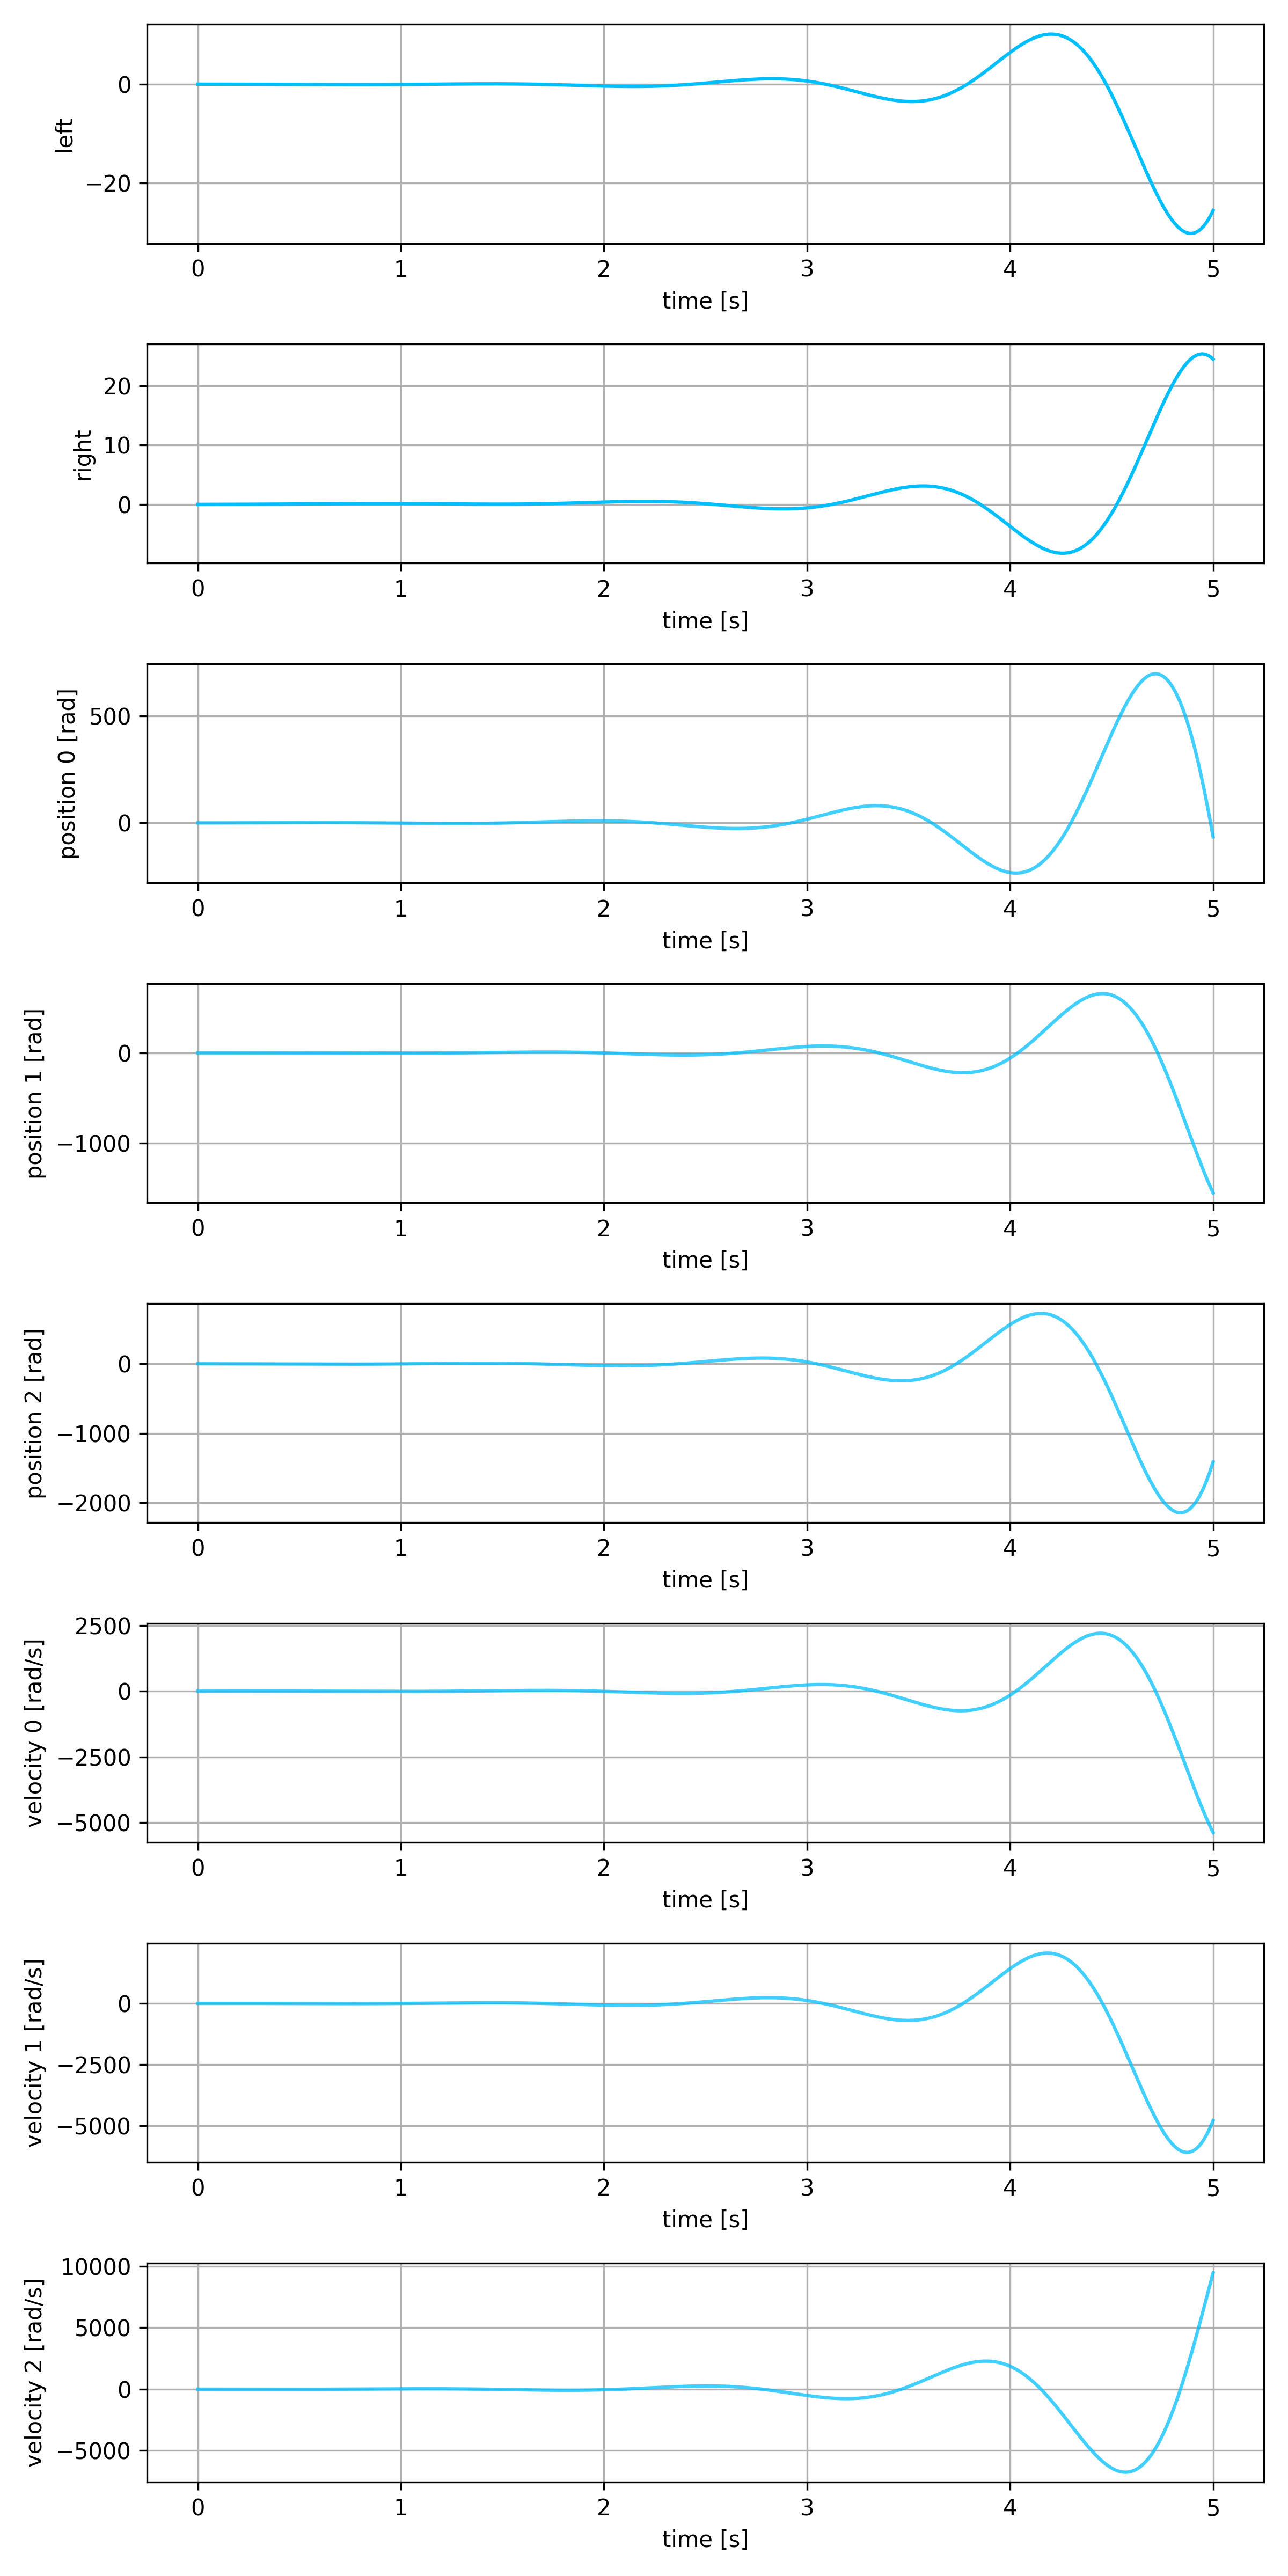 left
0
−20
0 1 2 3 4 5
time [s]
right
20
10
0
0 1 2 3 4 5
time [s]
position 0 [rad]
500
0
0 1 2 3 4 5
time [s]
position 1 [rad]
0
−1000
0 1 2 3 4 5
time [s]
position 2 [rad]
0
−1000
−2000
0 1 2 3 4 5
time [s]
velocity 0 [rad/s]
2500
0
−2500
−5000
0 1 2 3 4 5
time [s]
velocity 1 [rad/s]
0
−2500
−5000
0 1 2 3 4 5
time [s]
velocity 2 [rad/s]
10000
5000
0
−5000
0 1 2 3 4 5
time [s]